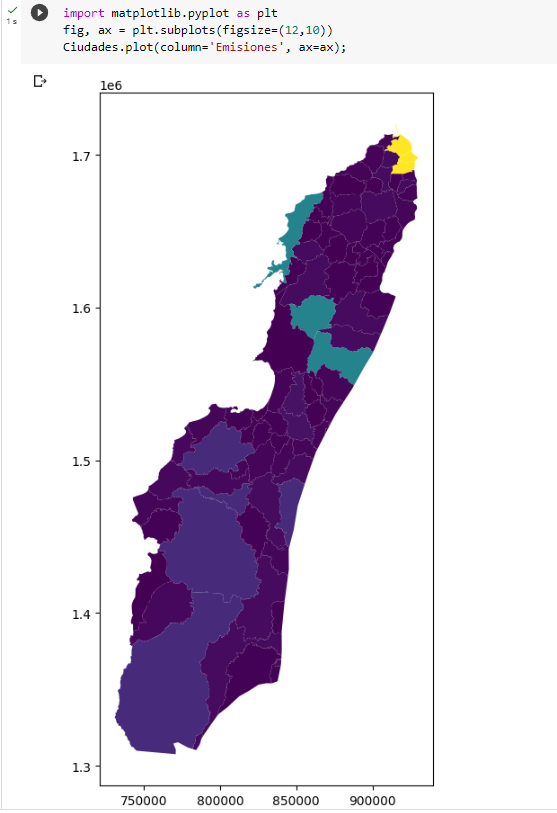 import matplotlib.pyplot as plt
fig, ax = plt.subplots(figsize=(12,10))
Ciudades.plot(column='Emisiones', ax=ax);
1 s
1e6
1.7
1.6
1.5
1.4
1.3
750000 800000 850000 900000